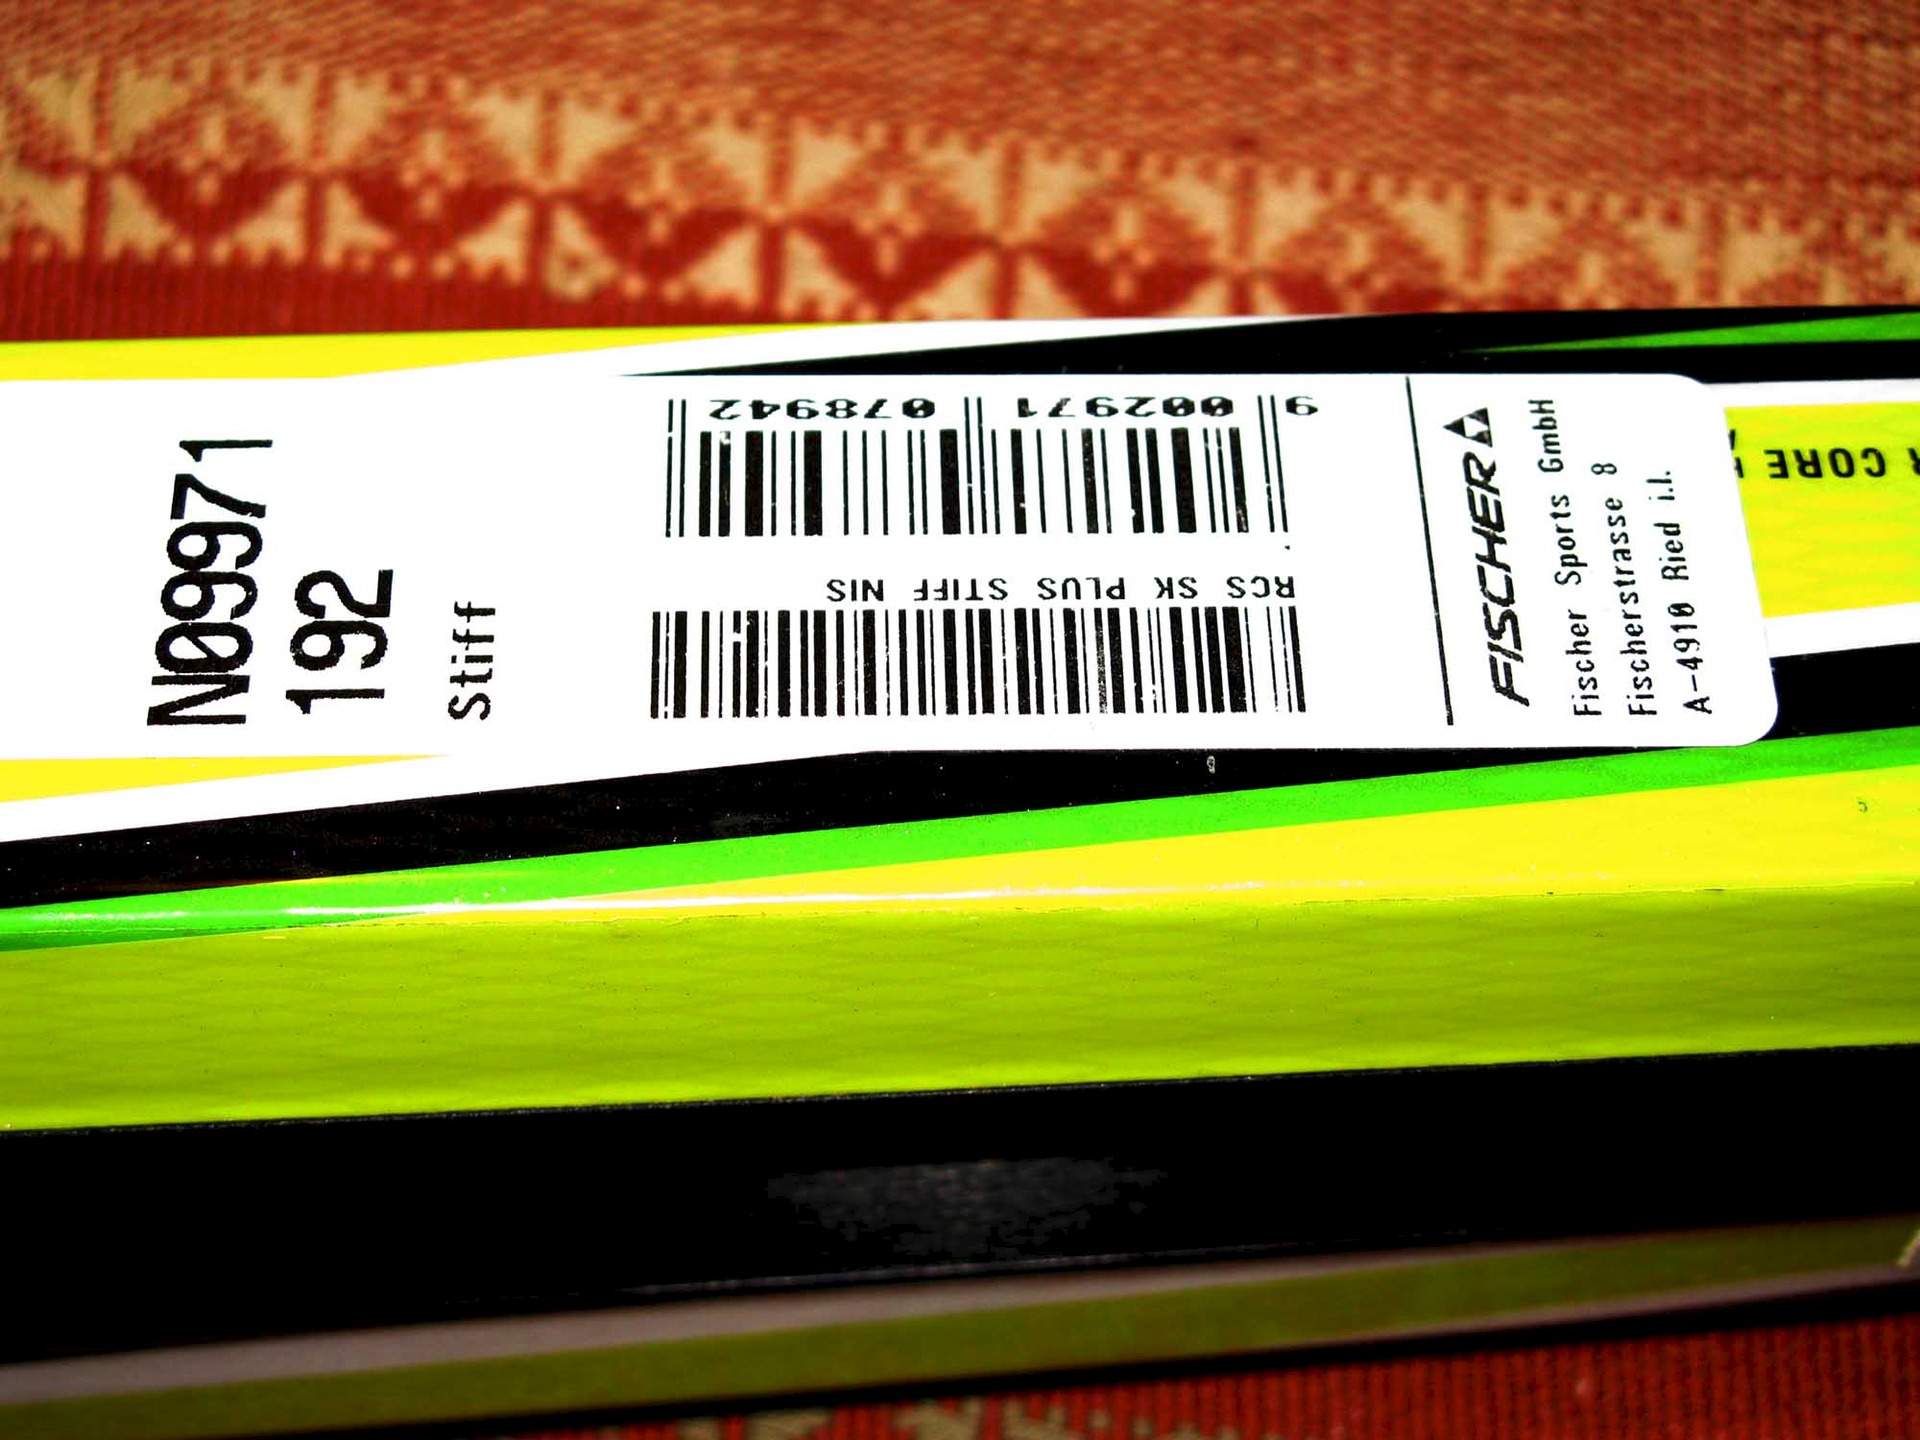 N09971
192
Stiff
9 002971 078942
RCS SK PLUS STIFF NIS
FISCHER
Fischer Sports GmbH
Fischerstrasse 8
A-4910 Ried i.I.
CORE